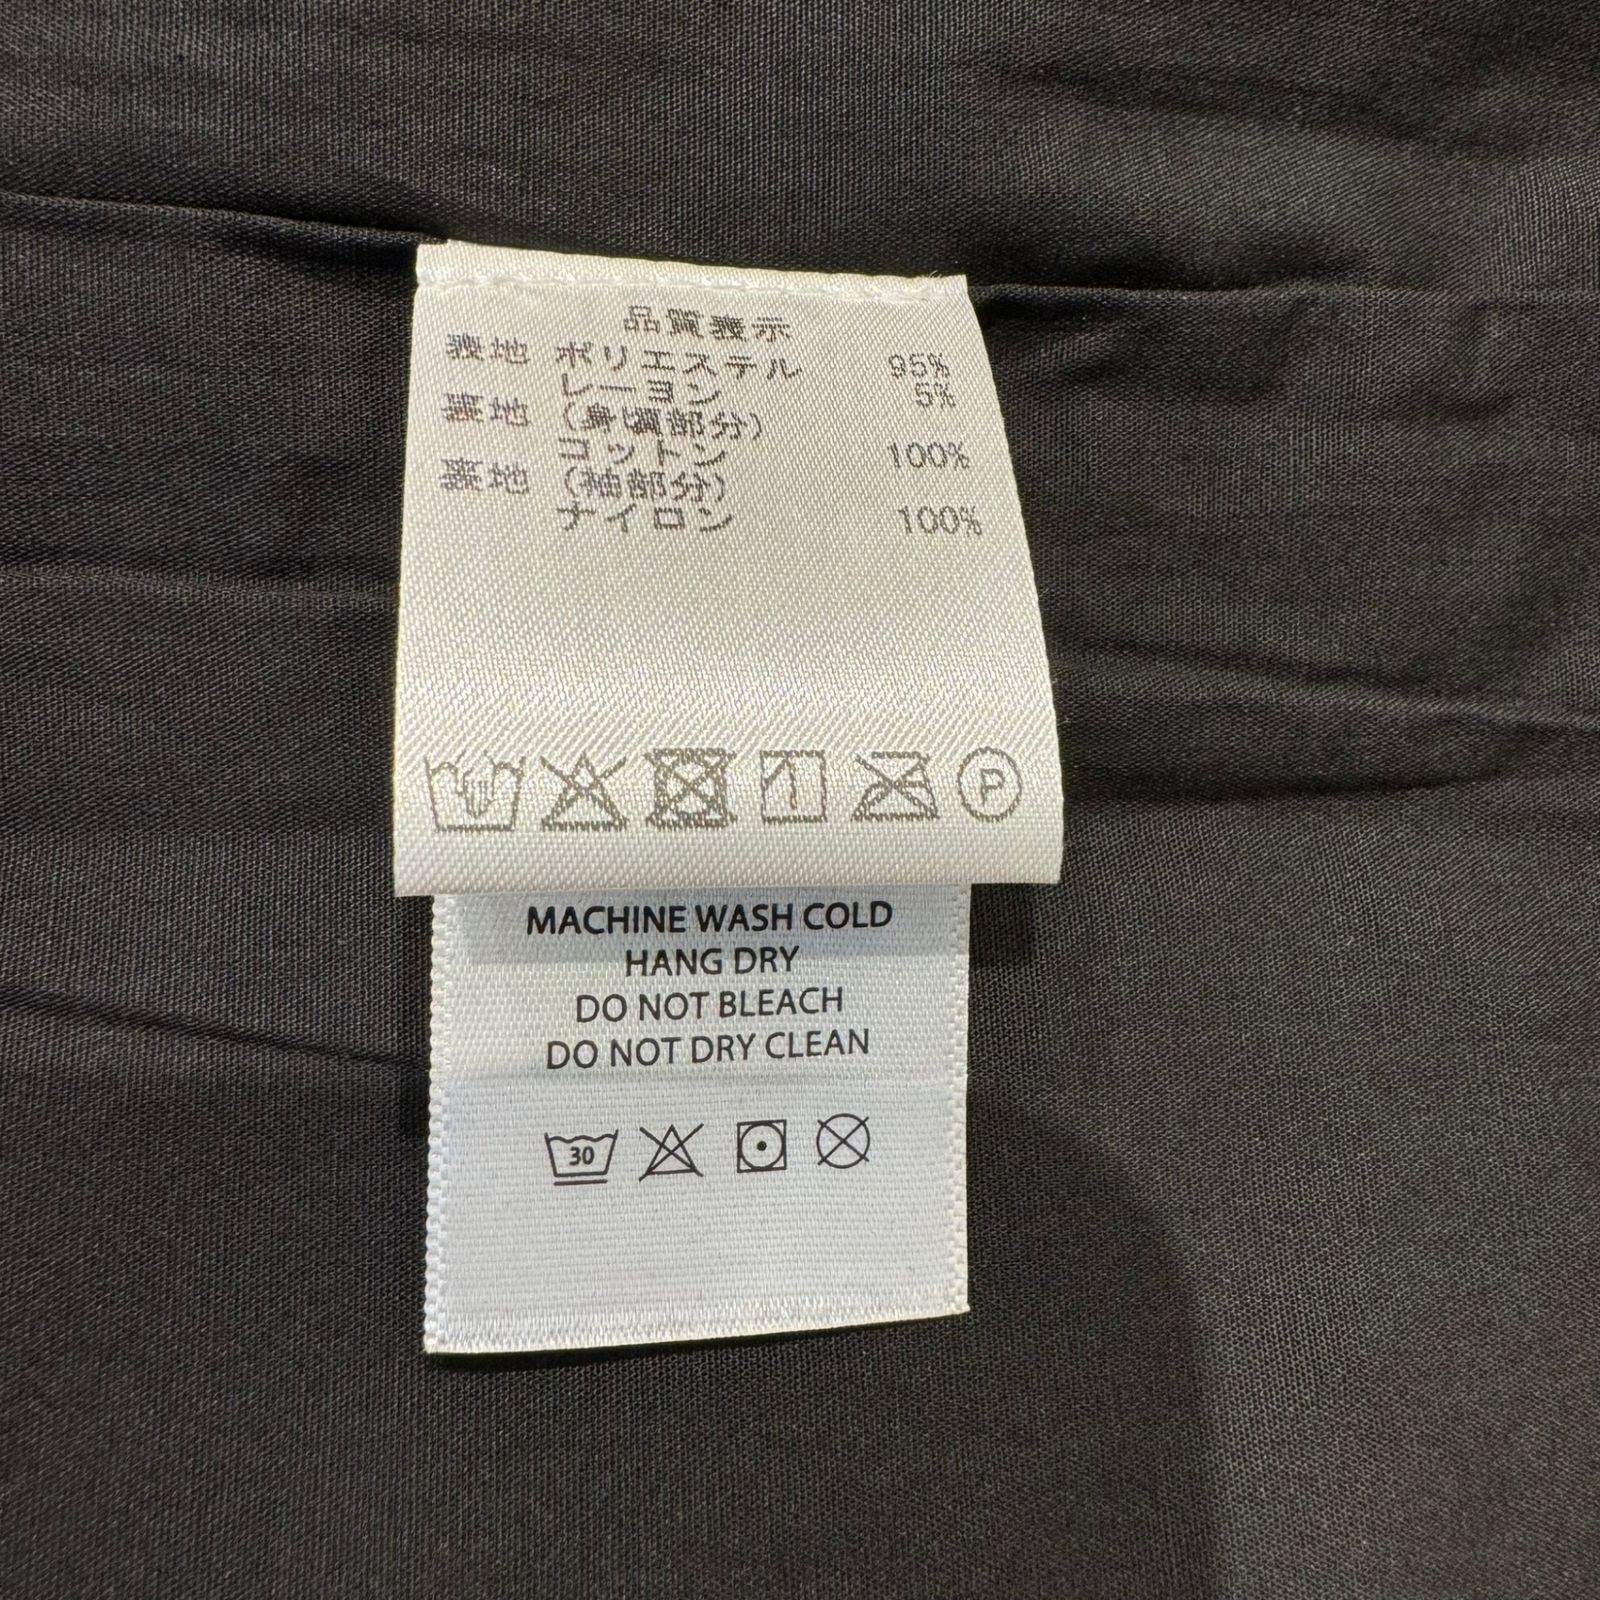 品質表示
表地 ポリエステル 95%
レーヨン 5%
裏地 (身頃部分)
コットン 100%
裏地 (袖部分)
ナイロン 100%
P
MACHINE WASH COLD
HANG DRY
DO NOT BLEACH
DO NOT DRY CLEAN
30